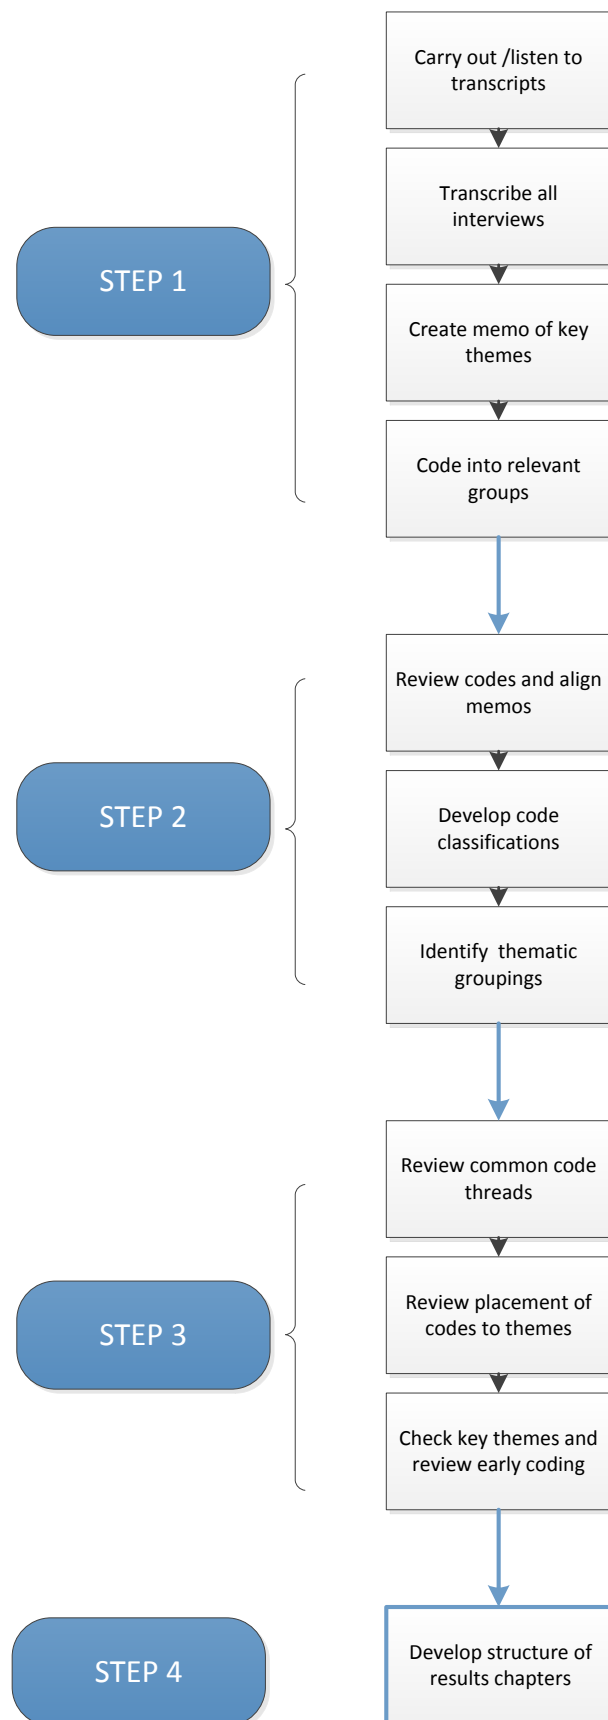 Carry out /listen to
transcripts
Transcribe all
interviews
STEP 1
Create memo of key
themes
Code into relevant
groups
Review codes and align
memos
STEP 2
Develop code
classifications
Identify  thematic
groupings
Review common code
threads
STEP 3
Review placement of
codes to themes
Check key themes and
review early coding
STEP 4
Develop structure of
results chapters